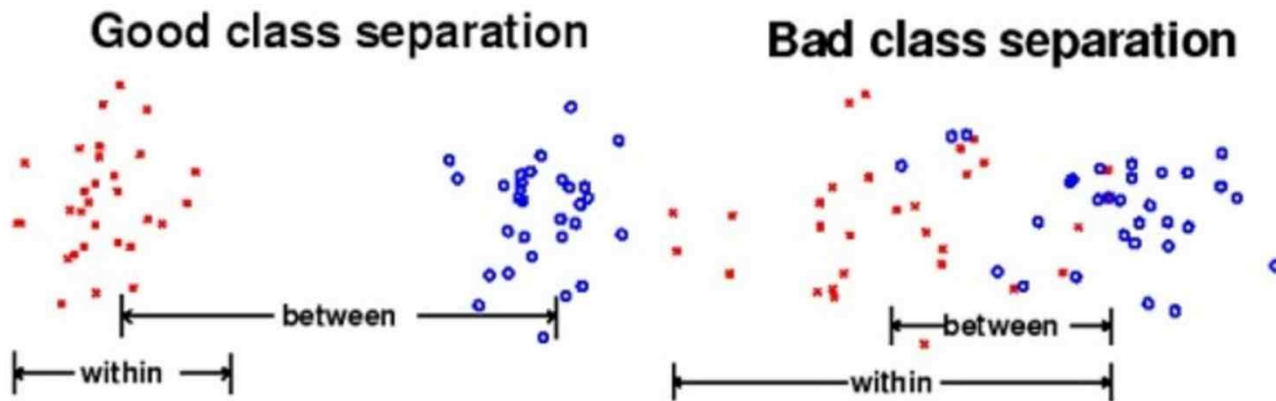 Good class separation
between
within
Bad class separation
between
within